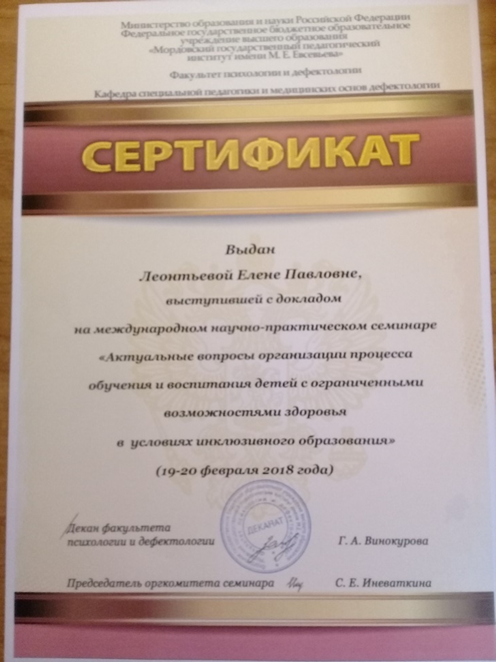 Министерство образования и науки Российской Федерации
Федеральное государственное бюджетное образовательное
учреждение высшего образования
«Мордовский государственный педагогический
институт имени М. Е. Евсевьева»
Факультет психологии и дефектологии
Кафедра специальной педагогики и медицинских основ дефектологии
СЕРТИФИКАТ
Выдан
Леонтьевой Елене Павловне,
выступившей с докладом
на международном научно-практическом семинаре
«Актуальные вопросы организации процесса
обучения и воспитания детей с ограниченными
возможностями здоровья
в условиях инклюзивного образования»
(19-20 февраля 2018 года)
ДЕКАНАТ
Декан факультета
психологии и дефектологии
Г. А. Винокурова
Председатель оргкомитета семинара
С. Е. Иневаткина